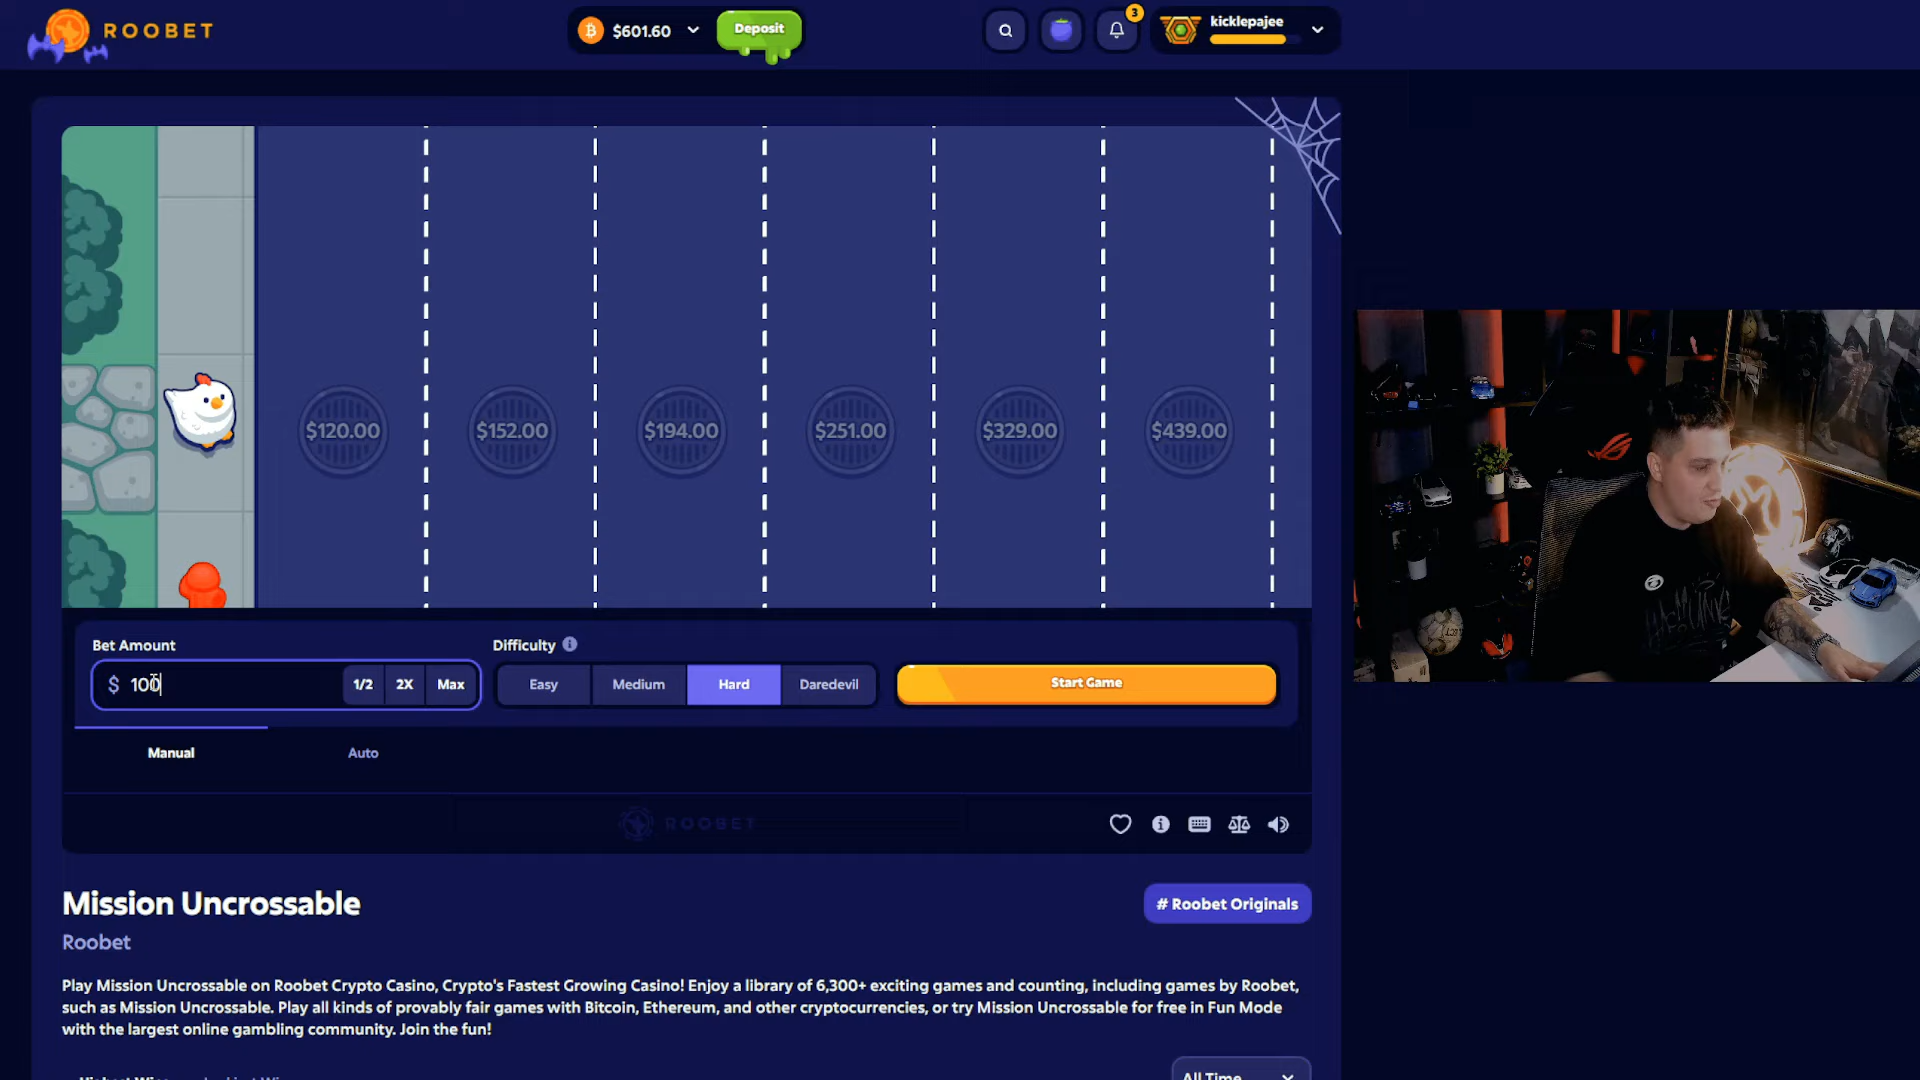 ROOBET
$601.60
Deposit
3
kicklepajee
$120.00
$152.00
$194.00
$251.00
$329.00
$439.00
Bet Amount
Difficulty
$ 100
1/2
2X
Max
Easy
Medium
Hard
Daredevil
Start Game
Manual
Auto
ROOBET
Mission Uncrossable
# Roobet Originals
Roobet
Play Mission Uncrossable on Roobet Crypto Casino, Crypto's Fastest Growing Casino! Enjoy a library of 6,300+ exciting games and counting, including games by Roobet,
such as Mission Uncrossable. Play all kinds of provably fair games with Bitcoin, Ethereum, and other cryptocurrencies, or try Mission Uncrossable for free in Fun Mode
with the largest online gambling community. Join the fun!
All Time